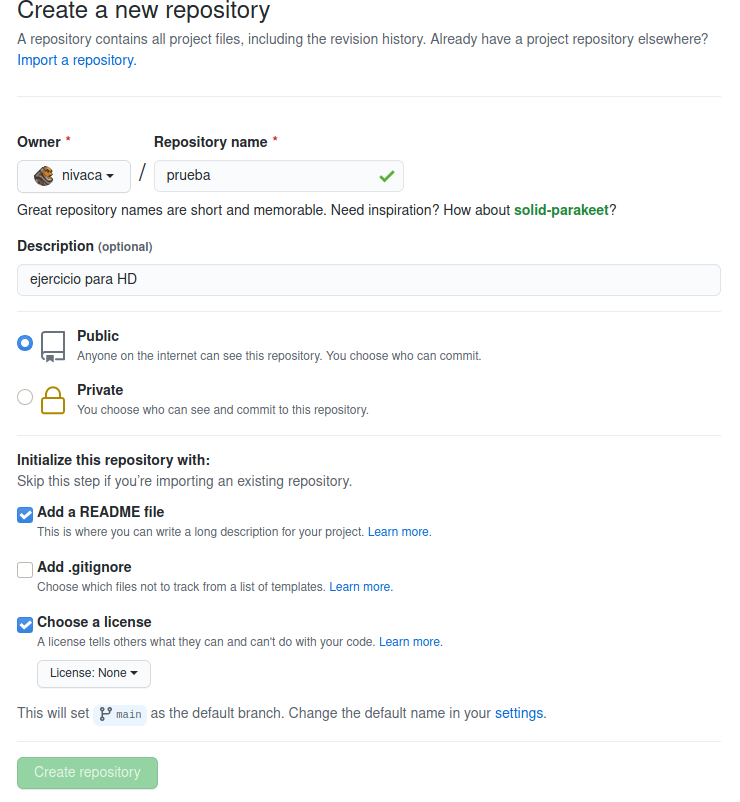 Create a new repository
A repository contains all project files, including the revision history. Already have a project repository elsewhere?
Import a repository.
Owner * Repository name *
nivaca / prueba
Great repository names are short and memorable. Need inspiration? How about solid-parakeet?
Description (optional)
ejercicio para HD
Public
Anyone on the internet can see this repository. You choose who can commit.
Private
You choose who can see and commit to this repository.
Initialize this repository with:
Skip this step if you're importing an existing repository.
Add a README file
This is where you can write a long description for your project. Learn more.
Add .gitignore
Choose which files not to track from a list of templates. Learn more.
Choose a license
A license tells others what they can and can't do with your code. Learn more.
License: None
This will set main as the default branch. Change the default name in your settings.
Create repository